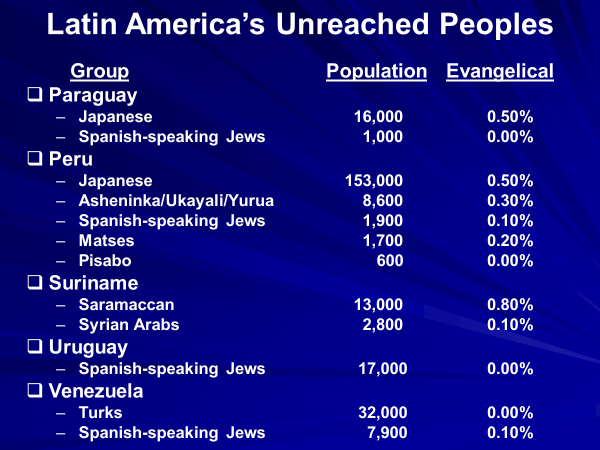 Latin America's Unreached Peoples
Group Population Evangelical
❑ Paraguay
– Japanese 16,000 0.50%
– Spanish-speaking Jews 1,000 0.00%
❑ Peru
– Japanese 153,000 0.50%
– Asheninka/Ukayali/Yurua 8,600 0.30%
– Spanish-speaking Jews 1,900 0.10%
– Matses 1,700 0.20%
– Pisabo 600 0.00%
❑ Suriname
– Saramaccan 13,000 0.80%
– Syrian Arabs 2,800 0.10%
❑ Uruguay
– Spanish-speaking Jews 17,000 0.00%
❑ Venezuela
– Turks 32,000 0.00%
– Spanish-speaking Jews 7,900 0.10%